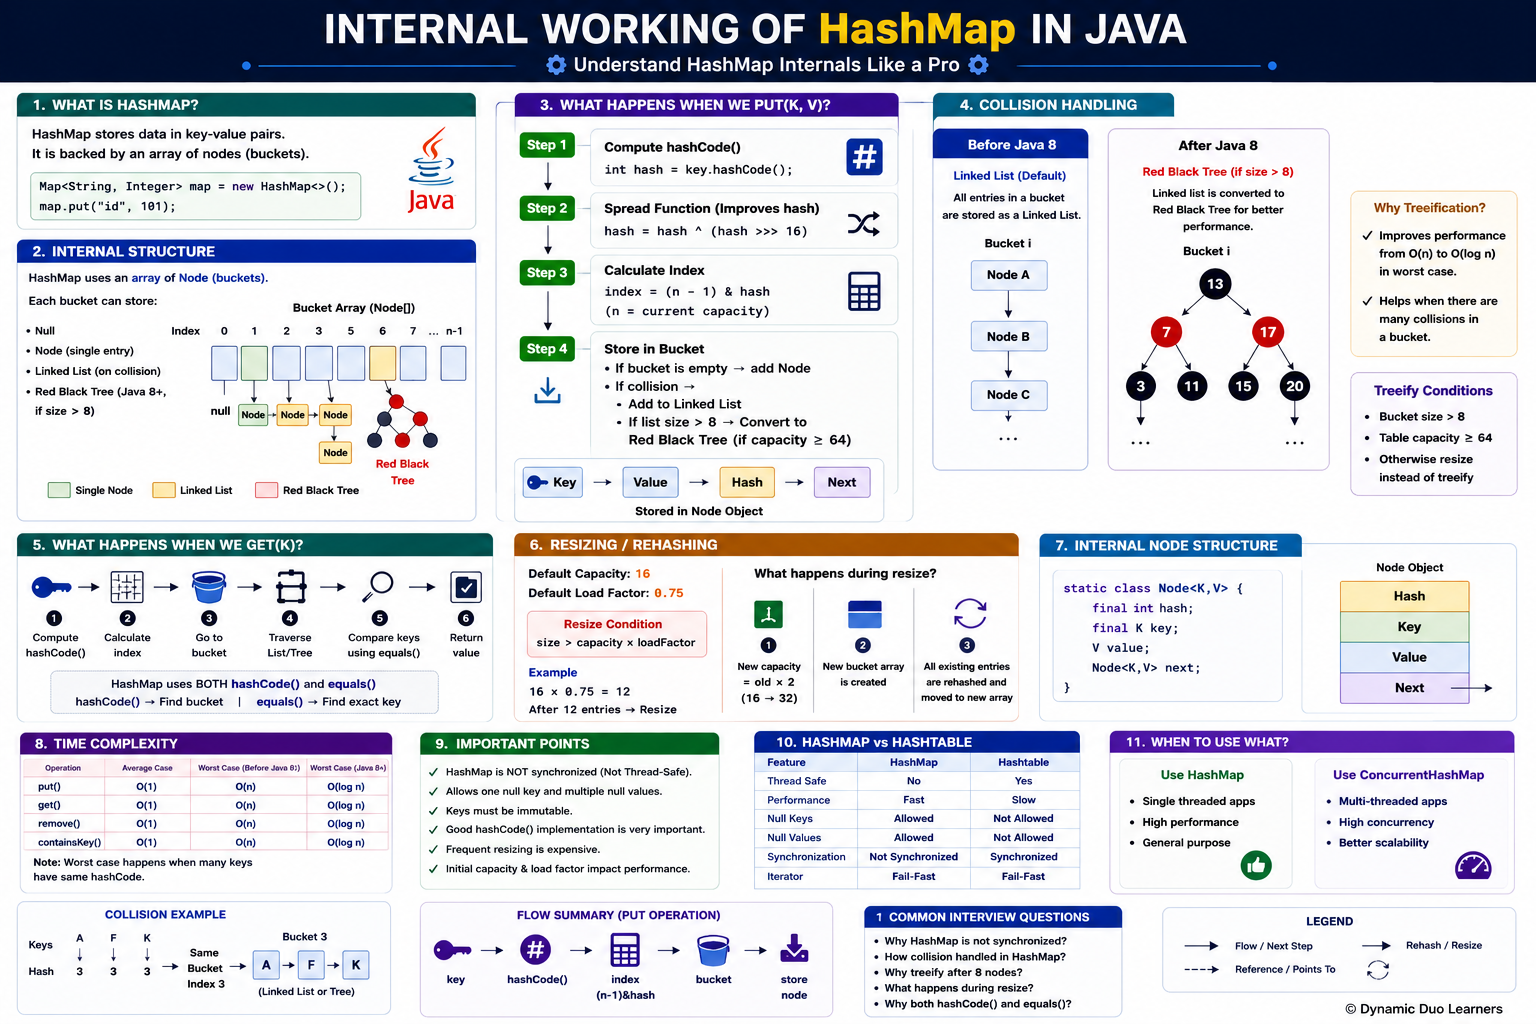 INTERNAL WORKING OF HashMap IN JAVA
Understand HashMap Internals Like a Pro
1. WHAT IS HASHMAP?
HashMap stores data in key-value pairs.
It is backed by an array of nodes (buckets).
Map<String, Integer> map = new HashMap<>();
map.put("id", 101);
Java
2. INTERNAL STRUCTURE
HashMap uses an array of Node (buckets).
Each bucket can store:
• Null
• Node (single entry)
• Linked List (on collision)
• Red Black Tree (Java 8+,
if size > 8)
Bucket Array (Node[])
Index 0 1 2 3 5 6 7 ... n-1
null
Node
Node
Node
Node
Red Black
Tree
Single Node
Linked List
Red Black Tree
3. WHAT HAPPENS WHEN WE PUT(K, V)?
Step 1
Compute hashCode()
int hash = key.hashCode();
#
Step 2
Spread Function (Improves hash)
hash = hash ^ (hash >>> 16)
Step 3
Calculate Index
index = (n - 1) & hash
(n = current capacity)
Step 4
Store in Bucket
• If bucket is empty → add Node
• If collision →
• Add to Linked List
• If list size > 8 → Convert to
Red Black Tree (if capacity ≥ 64)
Key
Value
Hash
Next
Stored in Node Object
4. COLLISION HANDLING
Before Java 8
Linked List (Default)
All entries in a bucket
are stored as a Linked List.
Bucket i
Node A
Node B
Node C
...
After Java 8
Red Black Tree (if size > 8)
Linked list is converted to
Red Black Tree for better
performance.
Bucket i
13
7 17
3 11 15 20
... ...
Why Treeification?
✓ Improves performance
from O(n) to O(log n)
in worst case.
✓ Helps when there are
many collisions in
a bucket.
Treeify Conditions
• Bucket size > 8
• Table capacity ≥ 64
• Otherwise resize
instead of treeify
5. WHAT HAPPENS WHEN WE GET(K)?
1
Compute
hashCode()
2
Calculate
index
3
Go to
bucket
4
Traverse
List/Tree
5
Compare keys
using equals()
6
Return
value
HashMap uses BOTH hashCode() and equals()
hashCode() → Find bucket | equals() → Find exact key
6. RESIZING / REHASHING
Default Capacity: 16
Default Load Factor: 0.75
Resize Condition
size > capacity × loadFactor
Example
16 × 0.75 = 12
After 12 entries → Resize
What happens during resize?
1
New capacity
= old × 2
(16 → 32)
2
New bucket array
is created
3
All existing entries
are rehashed and
moved to new array
7. INTERNAL NODE STRUCTURE
static class Node<K,V> {
final int hash;
final K key;
V value;
Node<K,V> next;
}
Node Object
Hash
Key
Value
Next
8. TIME COMPLEXITY
Operation Average Case Worst Case (Before Java 8) Worst Case (Java 8+)
put() O(1) O(n) O(log n)
get() O(1) O(n) O(log n)
remove() O(1) O(n) O(log n)
containsKey() O(1) O(n) O(log n)
Note: Worst case happens when many keys
have same hashCode.
9. IMPORTANT POINTS
✓ HashMap is NOT synchronized (Not Thread-Safe).
✓ Allows one null key and multiple null values.
✓ Keys must be immutable.
✓ Good hashCode() implementation is very important.
✓ Frequent resizing is expensive.
✓ Initial capacity & load factor impact performance.
10. HASHMAP vs HASHTABLE
Feature HashMap Hashtable
Thread Safe No Yes
Performance Fast Slow
Null Keys Allowed Not Allowed
Null Values Allowed Not Allowed
Synchronization Not Synchronized Synchronized
Iterator Fail-Fast Fail-Fast
11. WHEN TO USE WHAT?
Use HashMap
• Single threaded apps
• High performance
• General purpose
Use ConcurrentHashMap
• Multi-threaded apps
• High concurrency
• Better scalability
COLLISION EXAMPLE
Keys A F K
Hash 3 3 3
Same
Bucket
Index 3
Bucket 3
A F K
(Linked List or Tree)
FLOW SUMMARY (PUT OPERATION)
key
#
hashCode()
index
(n-1)&hash
bucket
store
node
1 COMMON INTERVIEW QUESTIONS
• Why HashMap is not synchronized?
• How collision handled in HashMap?
• Why treeify after 8 nodes?
• What happens during resize?
• Why both hashCode() and equals()?
LEGEND
Flow / Next Step
Rehash / Resize
Reference / Points To
© Dynamic Duo Learners